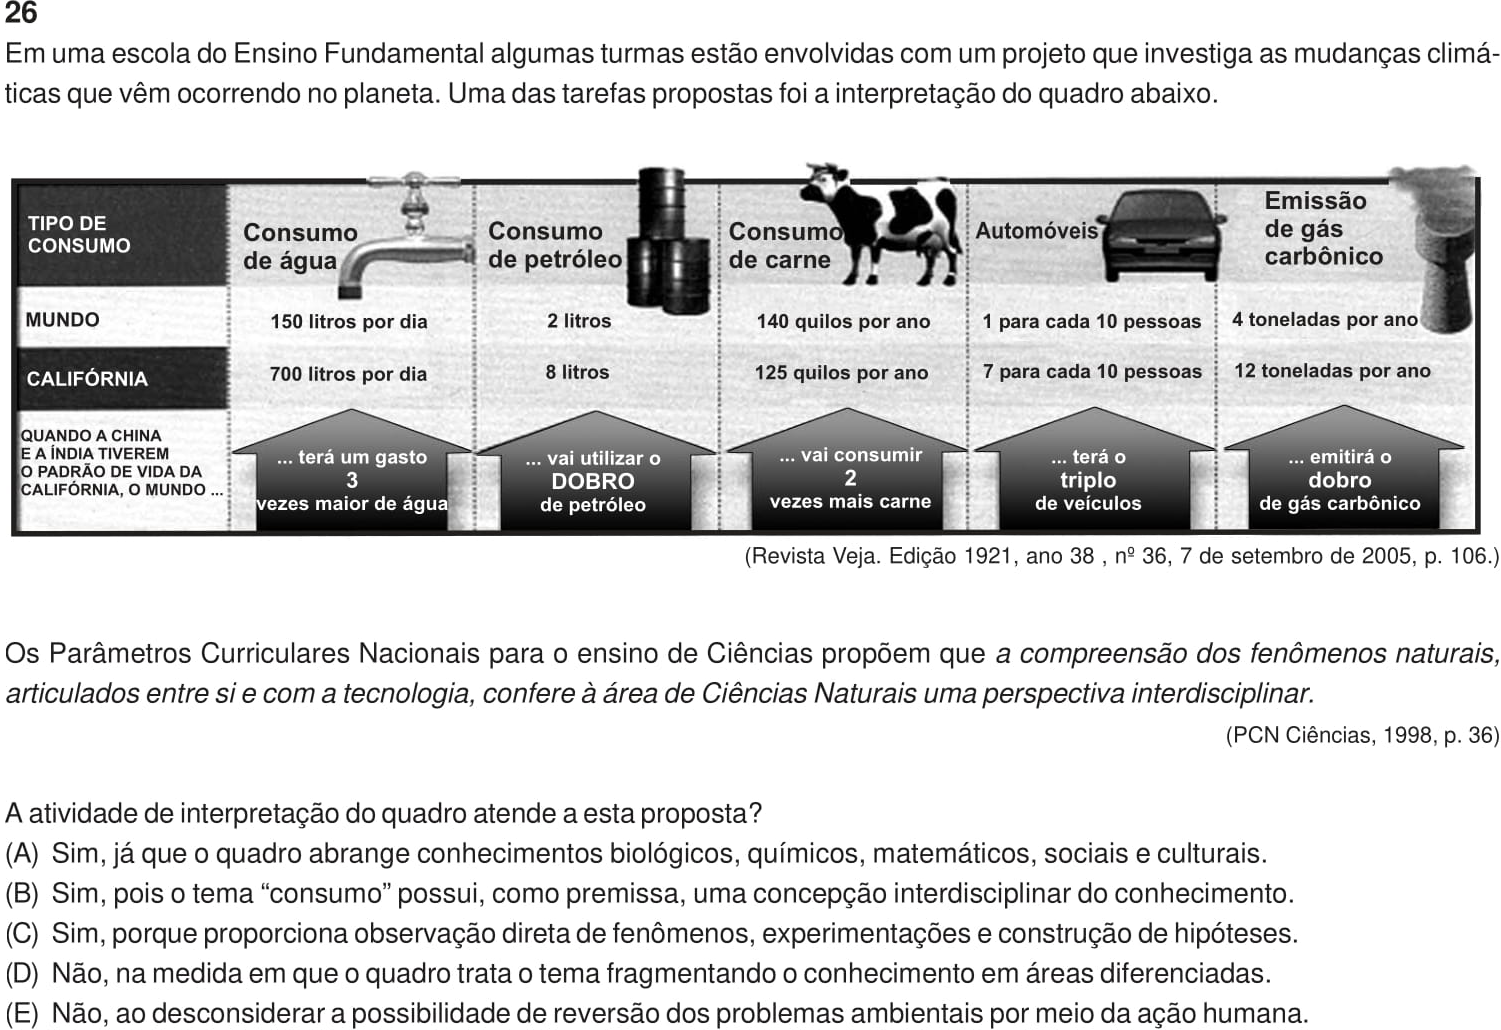 26
Em uma escola do Ensino Fundamental algumas turmas estão envolvidas com um projeto que investiga as mudanças climá-
ticas que vêm ocorrendo no planeta. Uma das tarefas propostas foi a interpretação do quadro abaixo.
TIPO DE
CONSUMO
Consumo
de água
Consumo
de petróleo
Consumo
de carne
Automóveis
Emissão
de gás
carbônico
MUNDO
150 litros por dia
2 litros
140 quilos por ano
1 para cada 10 pessoas
4 toneladas por ano
CALIFÓRNIA
700 litros por dia
8 litros
125 quilos por ano
7 para cada 10 pessoas
12 toneladas por ano
QUANDO A CHINA
E A ÍNDIA TIVEREM
O PADRÃO DE VIDA DA
CALIFÓRNIA, O MUNDO ...
... terá um gasto
3
vezes maior de água
... vai utilizar o
DOBRO
de petróleo
... vai consumir
2
vezes mais carne
... terá o
triplo
de veículos
... emitirá o
dobro
de gás carbônico
(Revista Veja. Edição 1921, ano 38 , nº 36, 7 de setembro de 2005, p. 106.)
Os Parâmetros Curriculares Nacionais para o ensino de Ciências propõem que a compreensão dos fenômenos naturais,
articulados entre si e com a tecnologia, confere à área de Ciências Naturais uma perspectiva interdisciplinar.
(PCN Ciências, 1998, p. 36)
A atividade de interpretação do quadro atende a esta proposta?
(A) Sim, já que o quadro abrange conhecimentos biológicos, químicos, matemáticos, sociais e culturais.
(B) Sim, pois o tema “consumo” possui, como premissa, uma concepção interdisciplinar do conhecimento.
(C) Sim, porque proporciona observação direta de fenômenos, experimentações e construção de hipóteses.
(D) Não, na medida em que o quadro trata o tema fragmentando o conhecimento em áreas diferenciadas.
(E) Não, ao desconsiderar a possibilidade de reversão dos problemas ambientais por meio da ação humana.